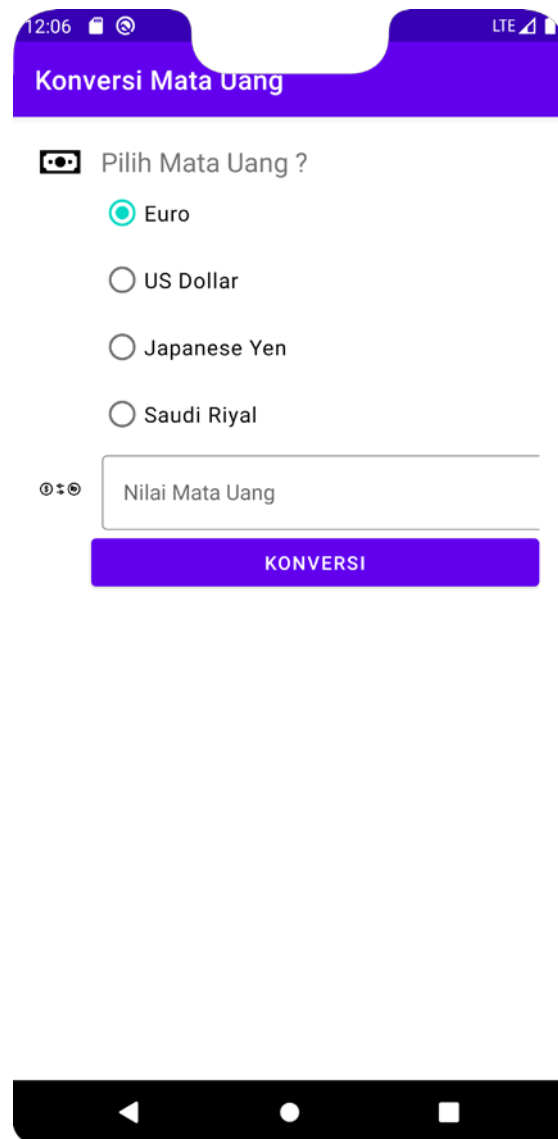 12:06 LTE
Konversi Mata Uang
Pilih Mata Uang ?
Euro
US Dollar
Japanese Yen
Saudi Riyal
Nilai Mata Uang
KONVERSI